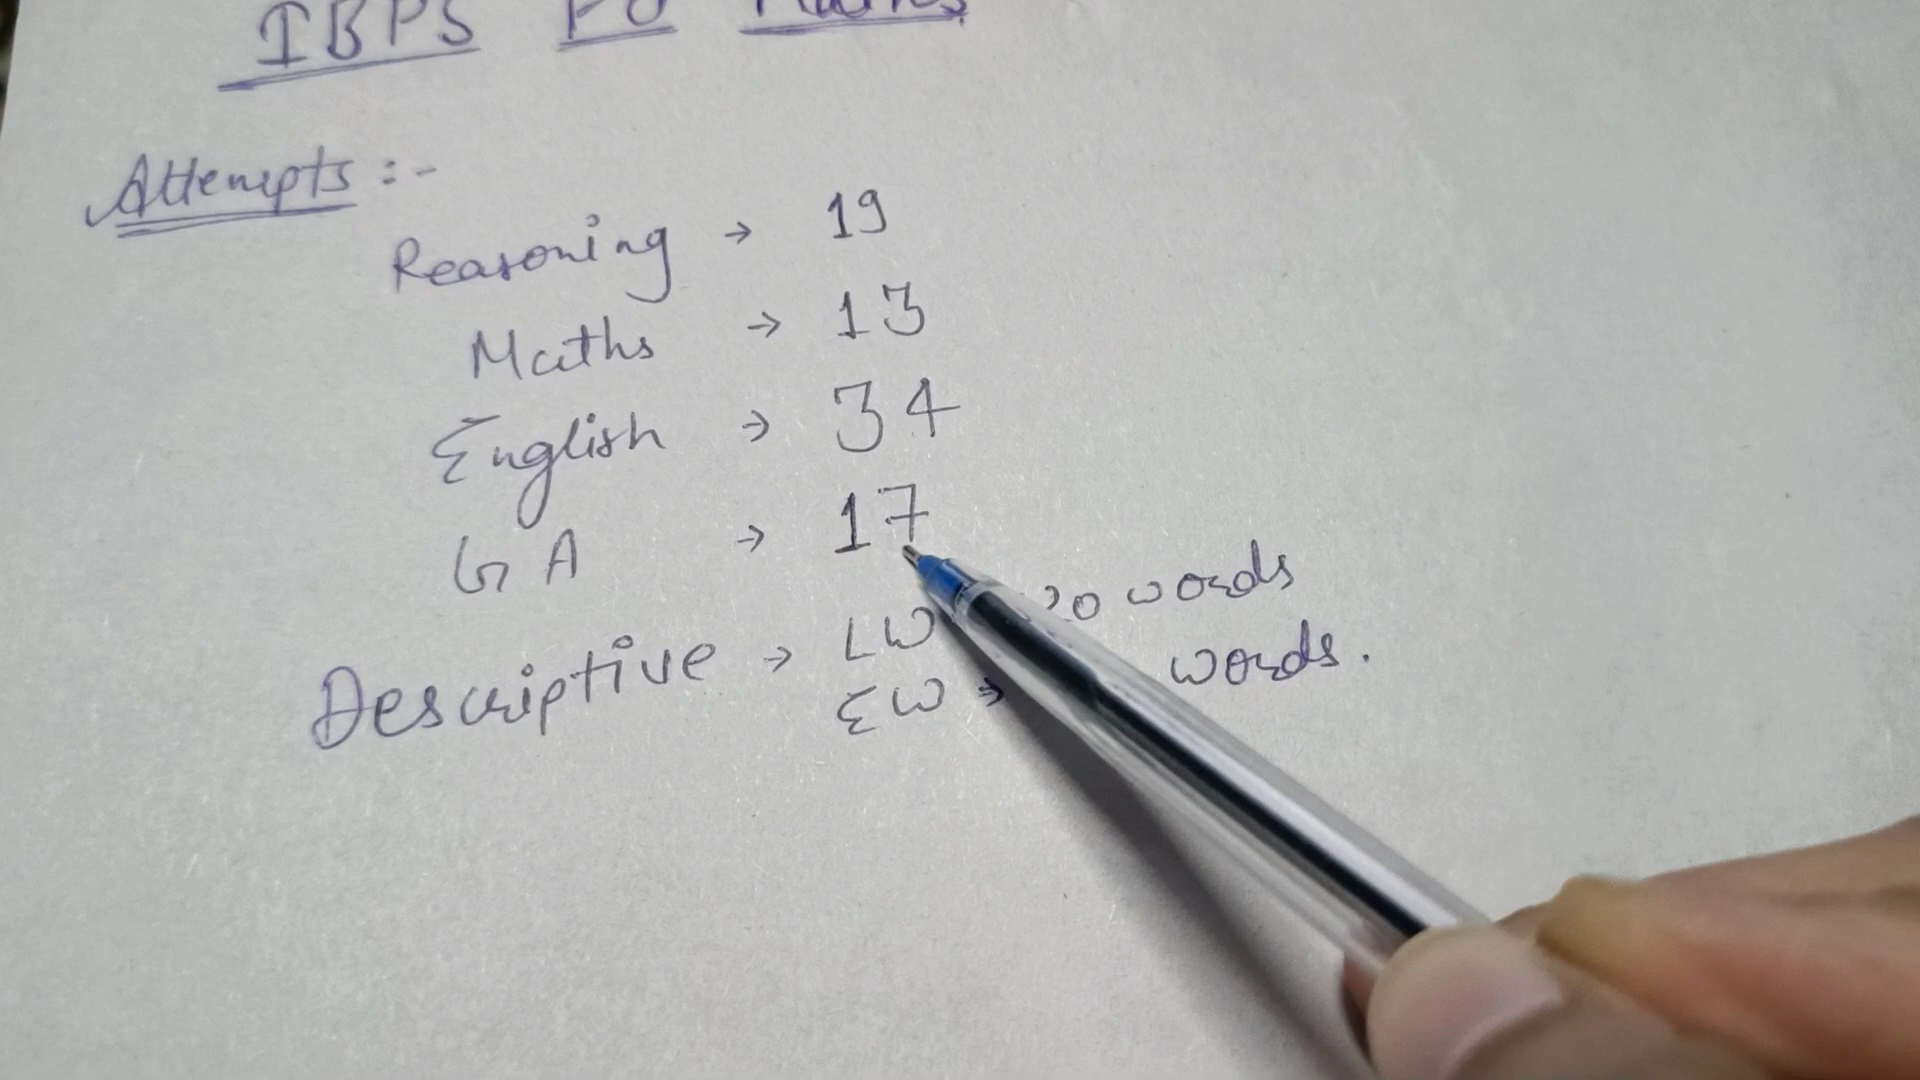 IBPS PO
Attempts :-
Reasoning → 19
Maths → 13
English → 34
GA → 17
Descriptive → LW words
EW → words.